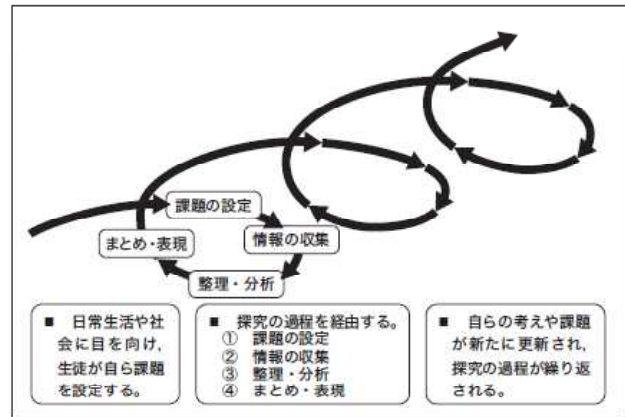 課題の設定
情報の収集
まとめ・表現
整理・分析
■ 日常生活や社
会に目を向け，
生徒が自ら課題
を設定する。
■ 探究の過程を経由する。
① 課題の設定
② 情報の収集
③ 整理・分析
④ まとめ・表現
■ 自らの考えや課題
が新たに更新され，
探究の過程が繰り返
される。